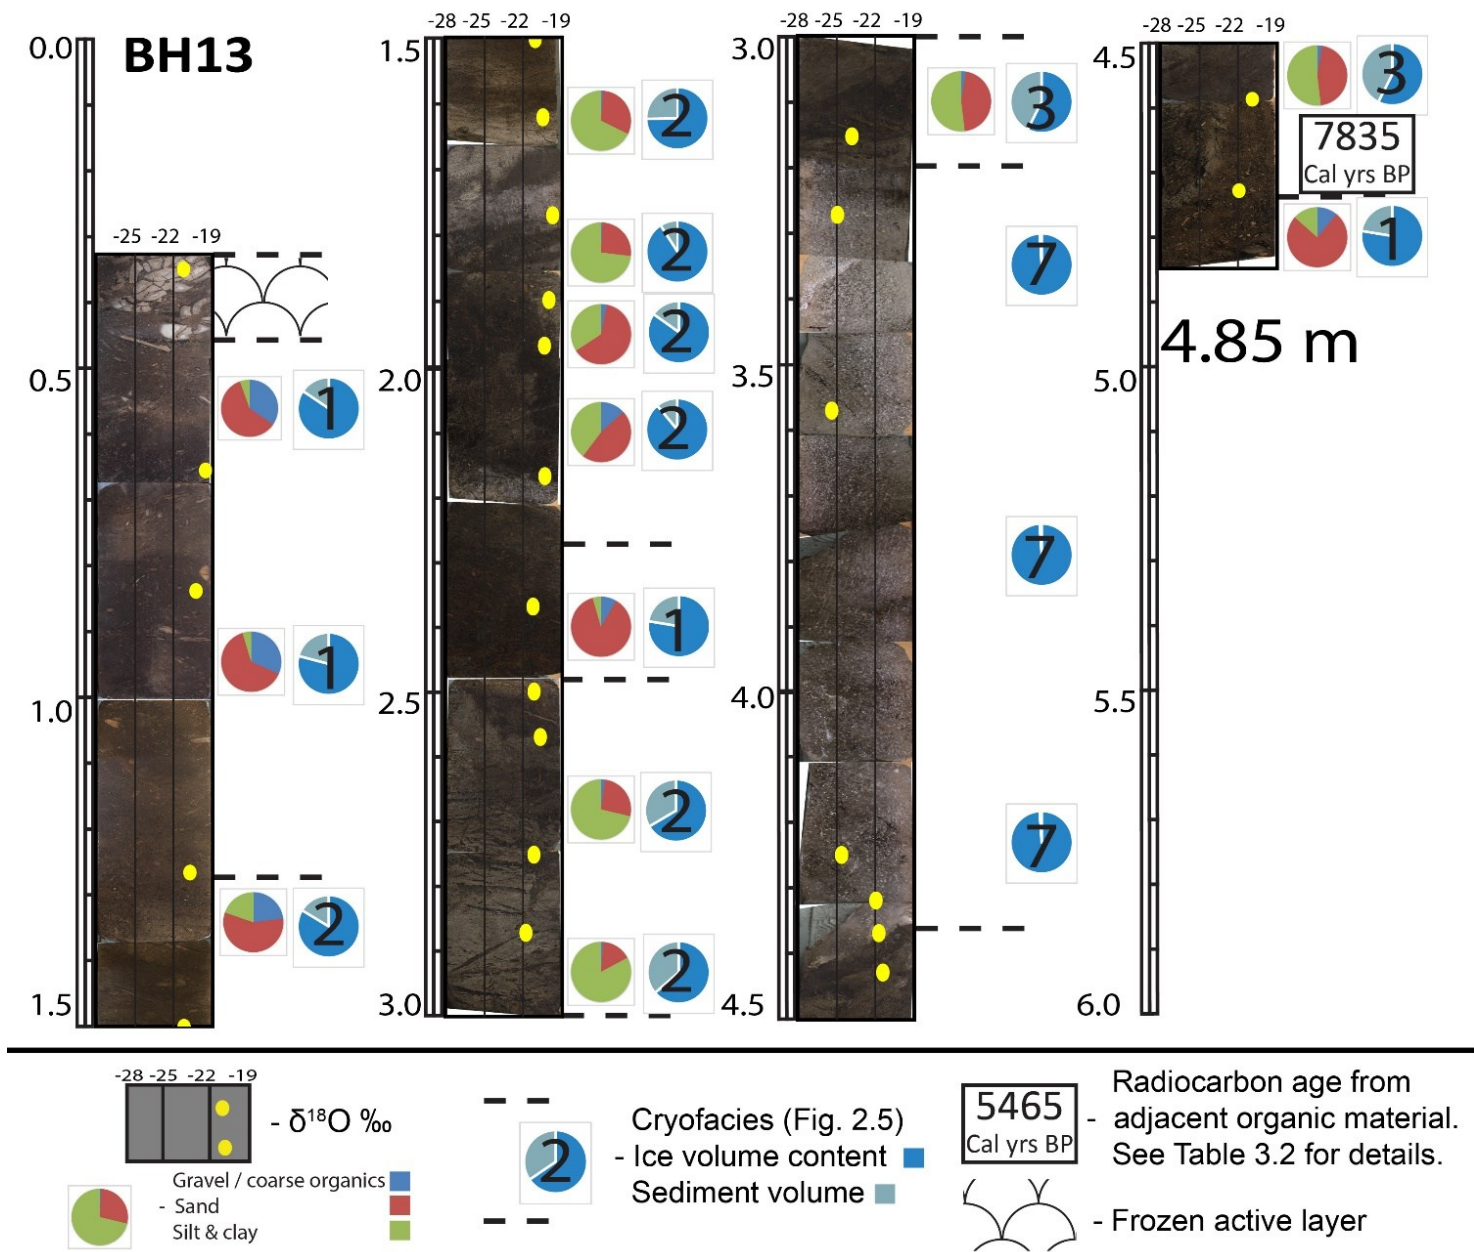 BH13
0.0
-25 -22 -19
0.5
1
1
1.0
2
1.5
-28 -25 -22 -19
1.5
2
2
2.0
2
2
1
2.5
2
2
3.0
-28 -25 -22 -19
3.0
3
7
3.5
7
4.0
7
4.5
-28 -25 -22 -19
4.5
3
7835
Cal yrs BP
1
4.85 m
5.0
5.5
6.0
-28 -25 -22 -19
- δ¹⁸O ‰
Gravel / coarse organics
- Sand
Silt & clay
2
Cryofacies (Fig. 2.5)
- Ice volume content
Sediment volume
5465
Cal yrs BP
- Radiocarbon age from
adjacent organic material.
See Table 3.2 for details.
- Frozen active layer